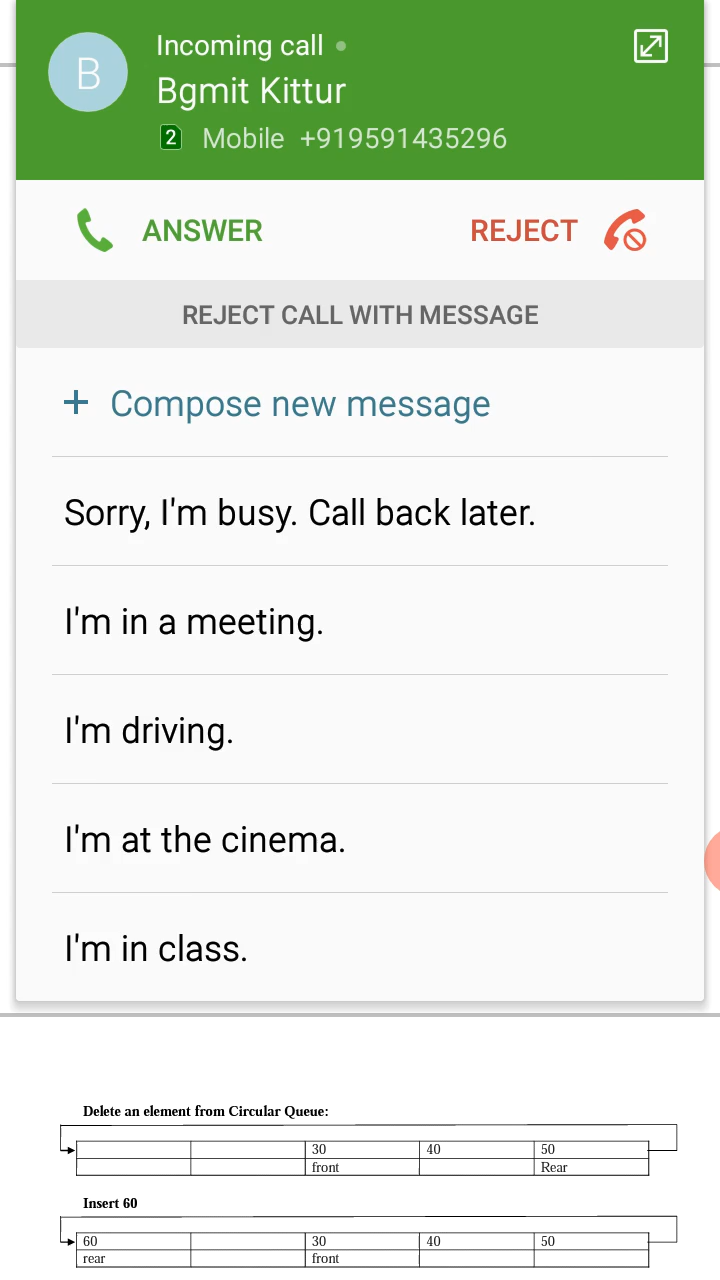 Incoming call
B
Bgmit Kittur
2 Mobile +919591435296
ANSWER REJECT
REJECT CALL WITH MESSAGE
+ Compose new message
Sorry, I'm busy. Call back later.
I'm in a meeting.
I'm driving.
I'm at the cinema.
I'm in class.
Delete an element from Circular Queue:
30 40 50
front Rear
Insert 60
60 30 40 50
rear front